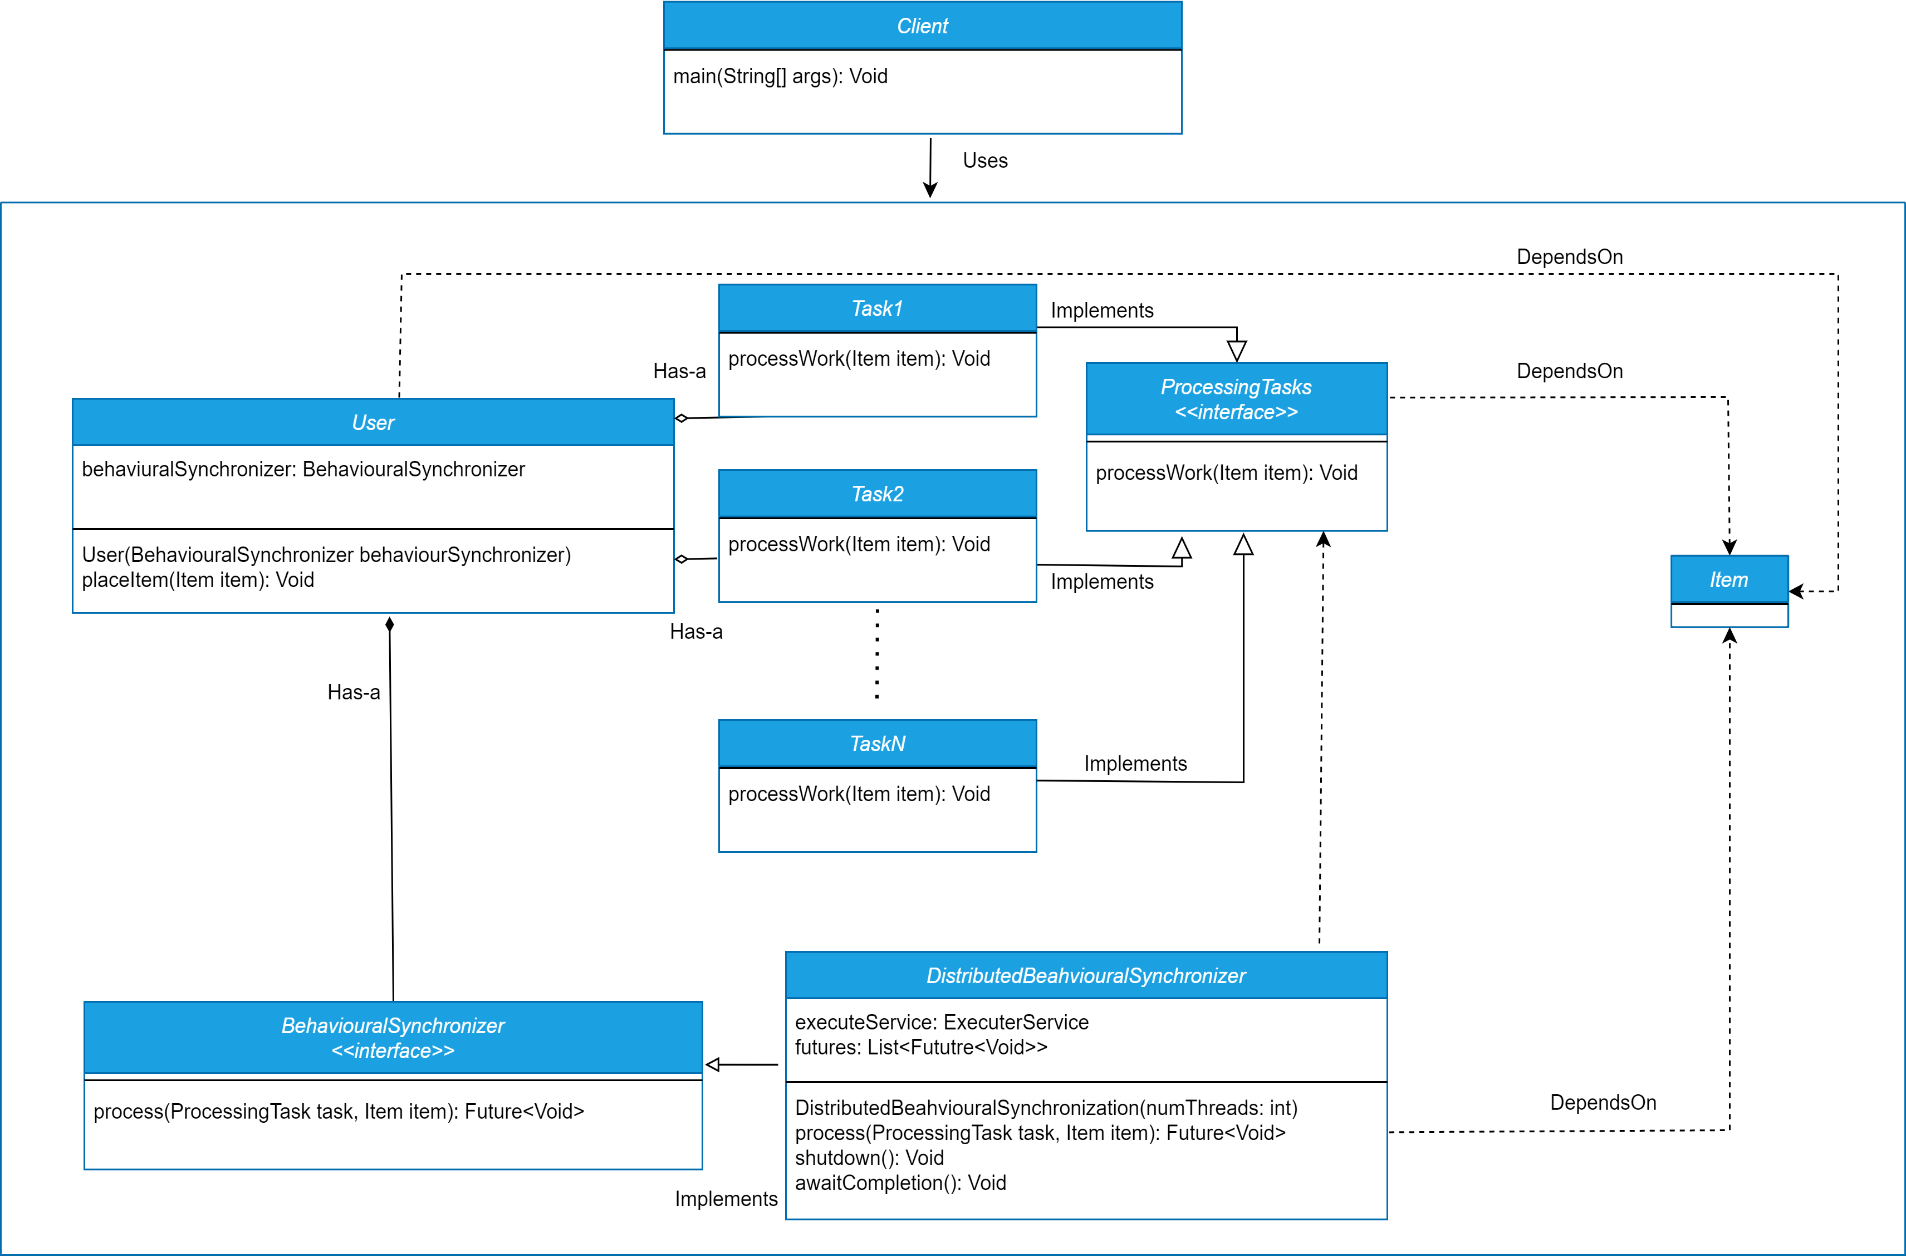 Client
main(String[] args): Void
Uses
DependsOn
Task1
processWork(Item item): Void
Implements
Has-a
ProcessingTasks
<<interface>>
processWork(Item item): Void
DependsOn
User
behaviuralSynchronizer: BehaviouralSynchronizer
User(BehaviouralSynchronizer behaviourSynchronizer)
placeItem(Item item): Void
Task2
processWork(Item item): Void
Implements
Has-a
Item
Has-a
TaskN
processWork(Item item): Void
Implements
BehaviouralSynchronizer
<<interface>>
process(ProcessingTask task, Item item): Future<Void>
Implements
DistributedBeahviouralSynchronizer
executeService: ExecuterService
futures: List<Fututre<Void>>
DistributedBeahviouralSynchronization(numThreads: int)
process(ProcessingTask task, Item item): Future<Void>
shutdown(): Void
awaitCompletion(): Void
DependsOn